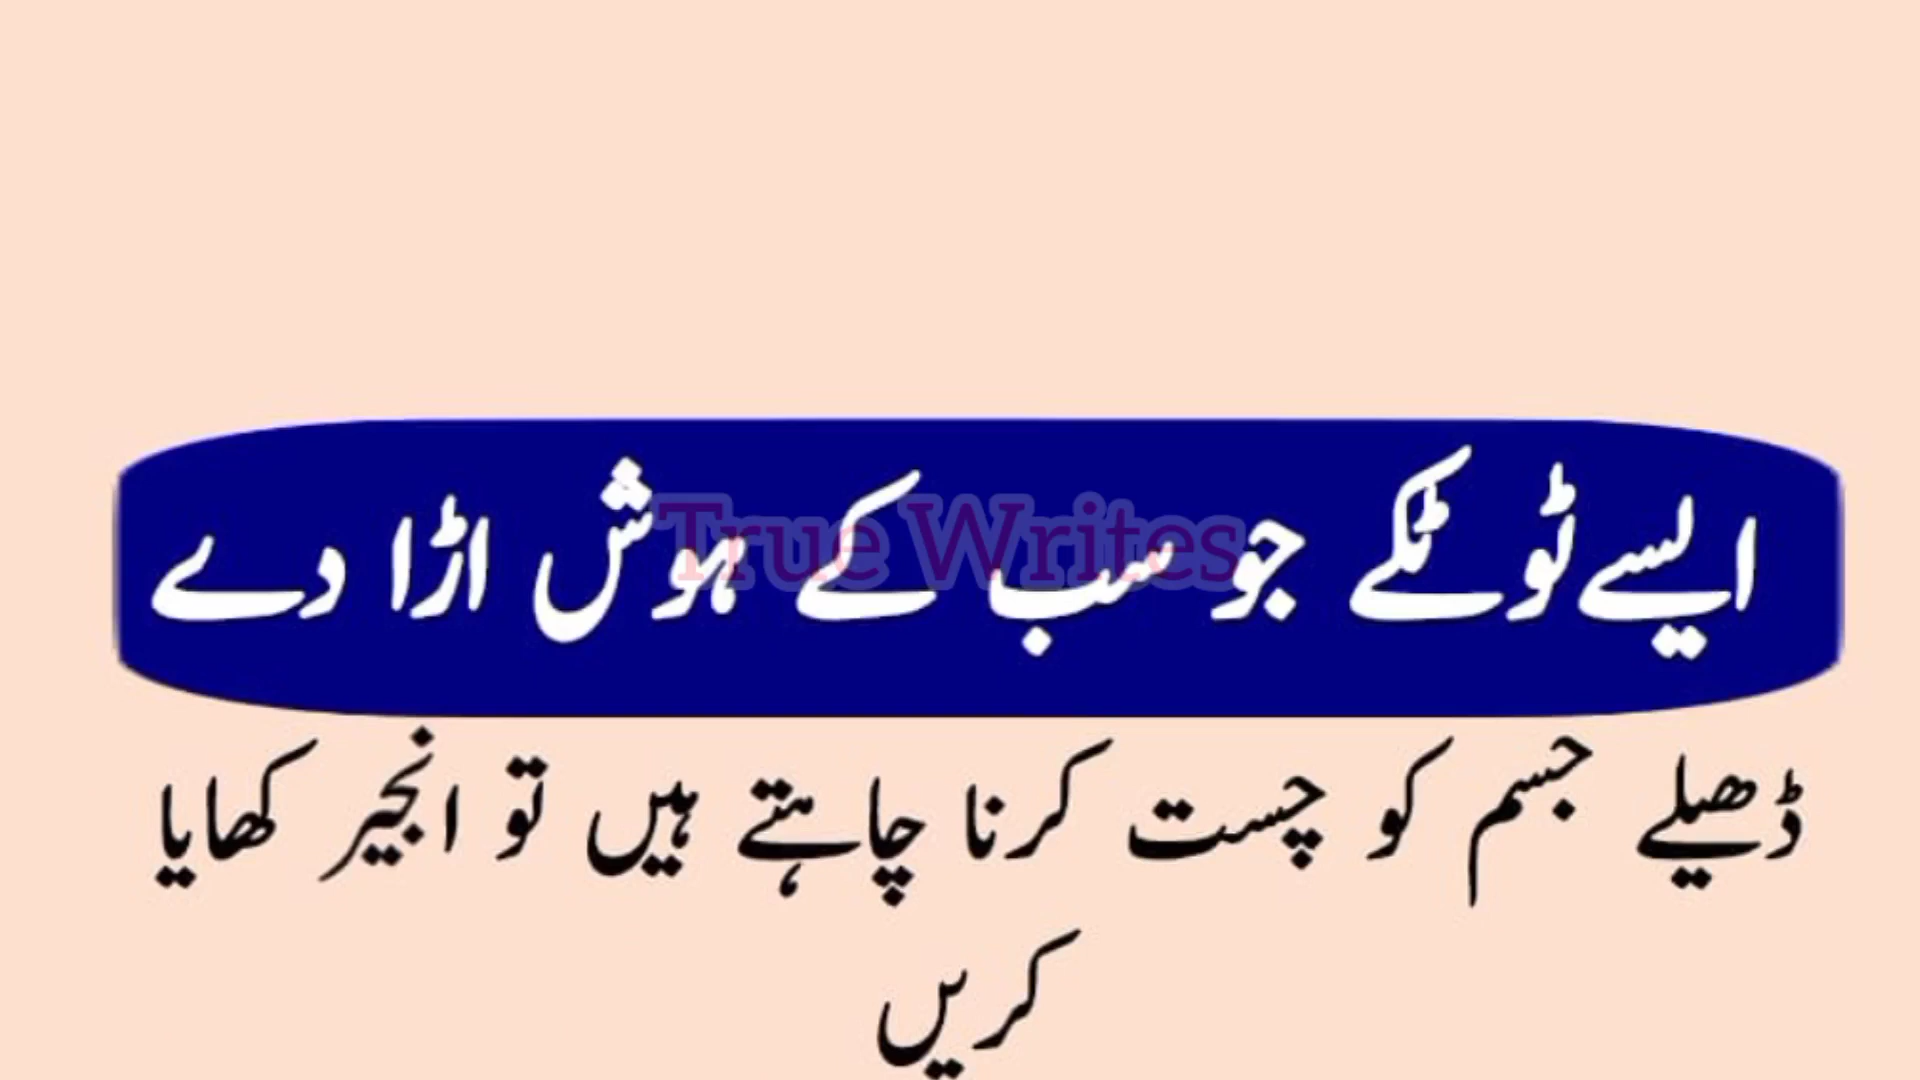 ایسے ٹوٹکے جو سب کے ہوش اڑا دے
True Writes
ڈھیلے جسم کو چست کرنا چاہتے ہیں تو انجیر کھایا
کریں